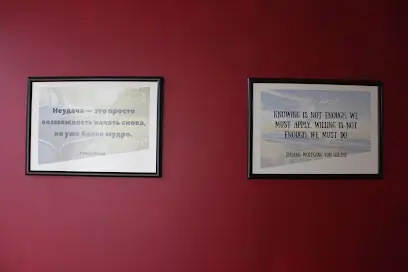 Неудача — это просто
возможность начать снова,
но уже более мудро.
KNOWING IS NOT ENOUGH; WE
MUST APPLY. WILLING IS NOT
ENOUGH; WE MUST DO
JOHANN WOLFGANG VON GOETHE